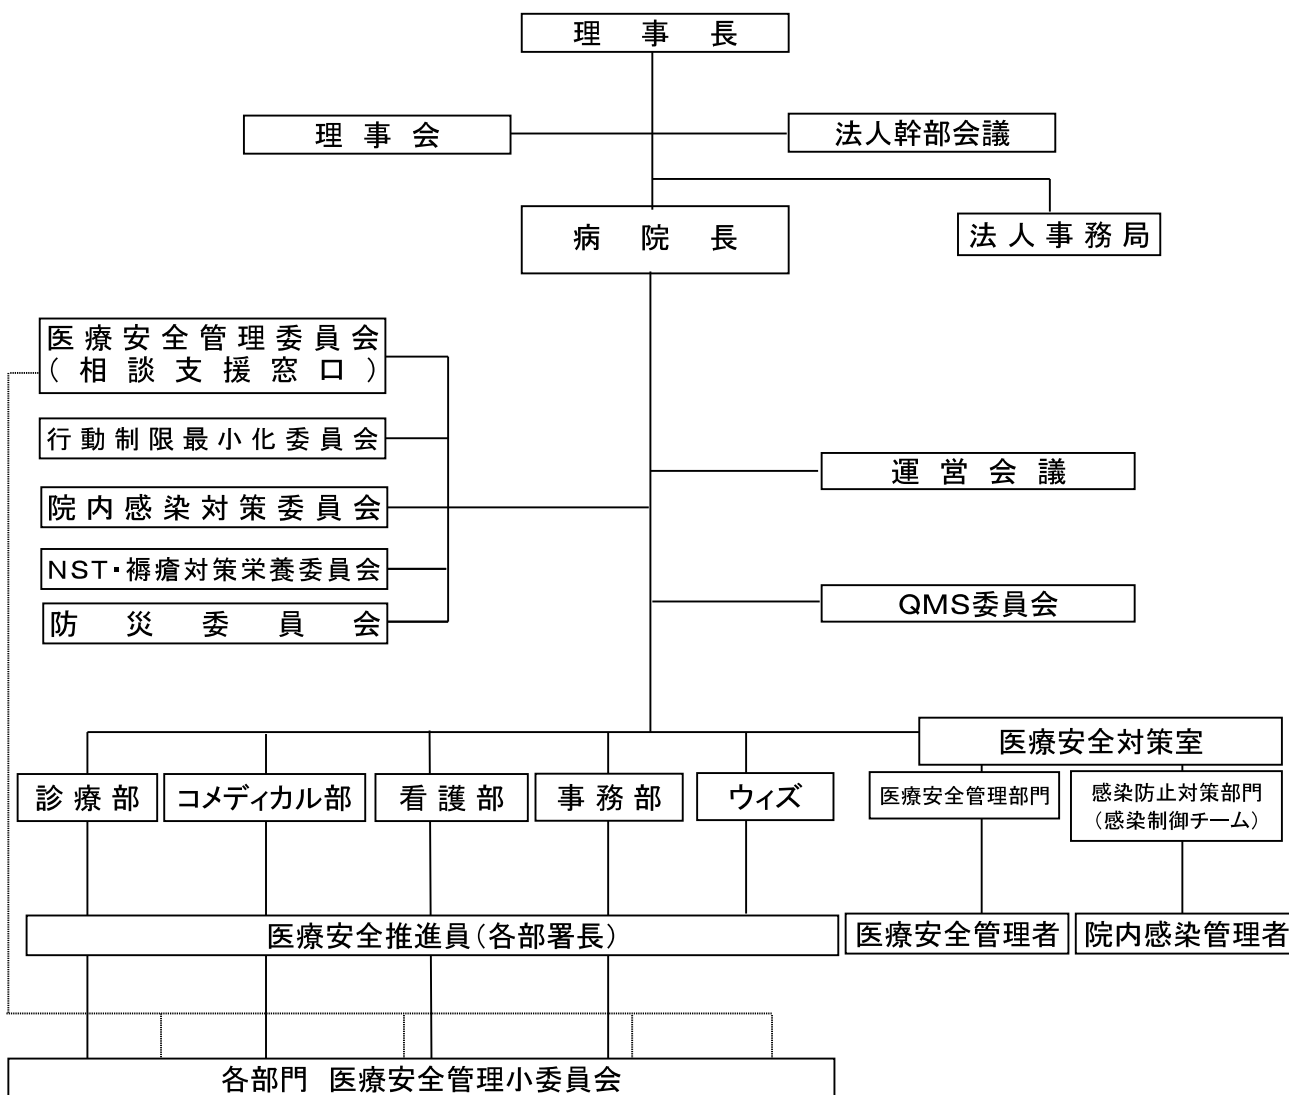 理事長
理事会
法人幹部会議
病院長
法人事務局
医療安全管理委員会
(相談支援窓口)
行動制限最小化委員会
院内感染対策委員会
NST・褥瘡対策栄養委員会
防災委員会
運営会議
QMS委員会
医療安全対策室
診療部
コメディカル部
看護部
事務部
ウィズ
医療安全管理部門
感染防止対策部門
(感染制御チーム)
医療安全推進員(各部署長)
医療安全管理者
院内感染管理者
各部門 医療安全管理小委員会